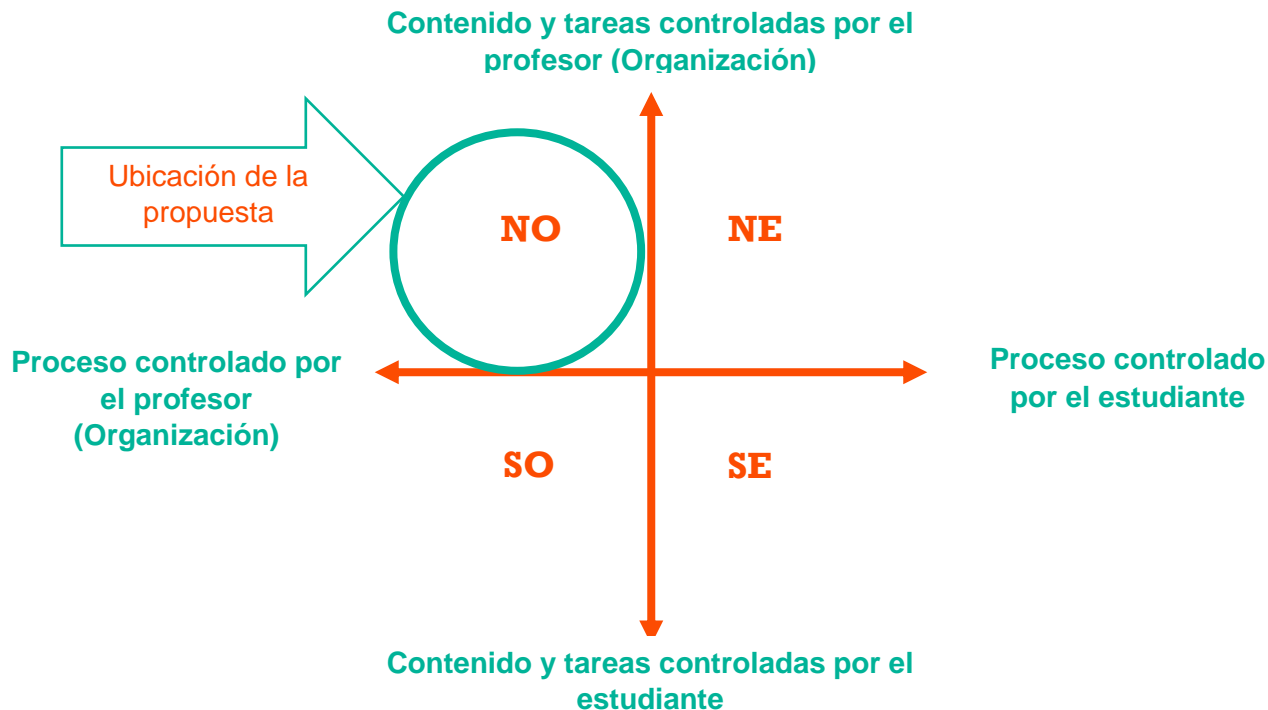 Contenido y tareas controladas por el
profesor (Organización)
Ubicación de la
propuesta
NO
NE
Proceso controlado por
el profesor
(Organización)
Proceso controlado
por el estudiante
SO
SE
Contenido y tareas controladas por el
estudiante